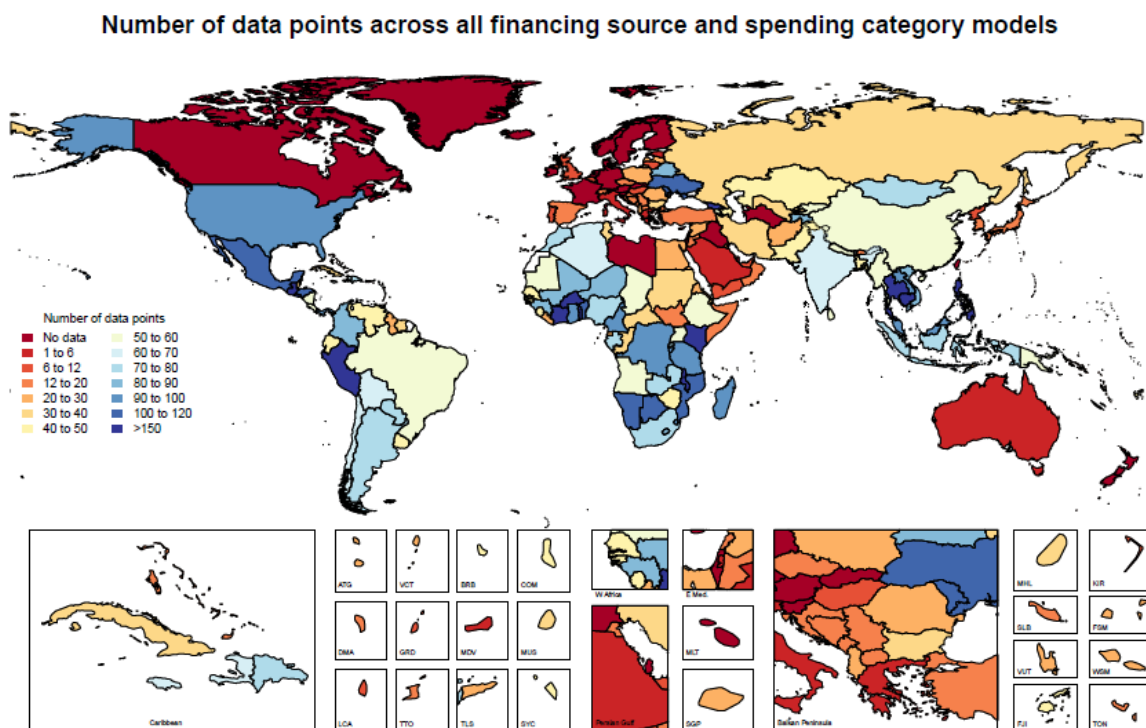 Number of data points across all financing source and spending category models
Number of data points
No data
1 to 6
6 to 12
12 to 20
20 to 30
30 to 40
40 to 50
50 to 60
60 to 70
70 to 80
80 to 90
90 to 100
100 to 120
>150
Caribbean
ATG
VCT
BRB
COM
DMA
GRD
MDV
MUS
LCA
TTO
TLS
SYC
W Africa
E Med.
Persian Gulf
MLT
SGP
Balkan Peninsula
MHL
KIR
SLB
FSM
VUT
WSM
FJI
TON